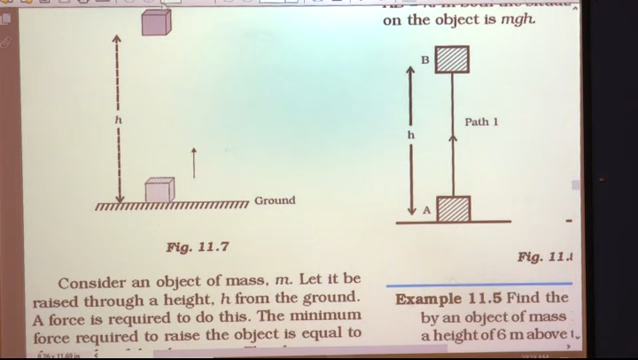 h
Ground
Fig. 11.7
Consider an object of mass, m. Let it be
raised through a height, h from the ground.
A force is required to do this. The minimum
force required to raise the object is equal to
on the object is mgh.
B
Path 1
h
A
Fig. 11.
Example 11.5 Find the
by an object of mass
a height of 6 m above